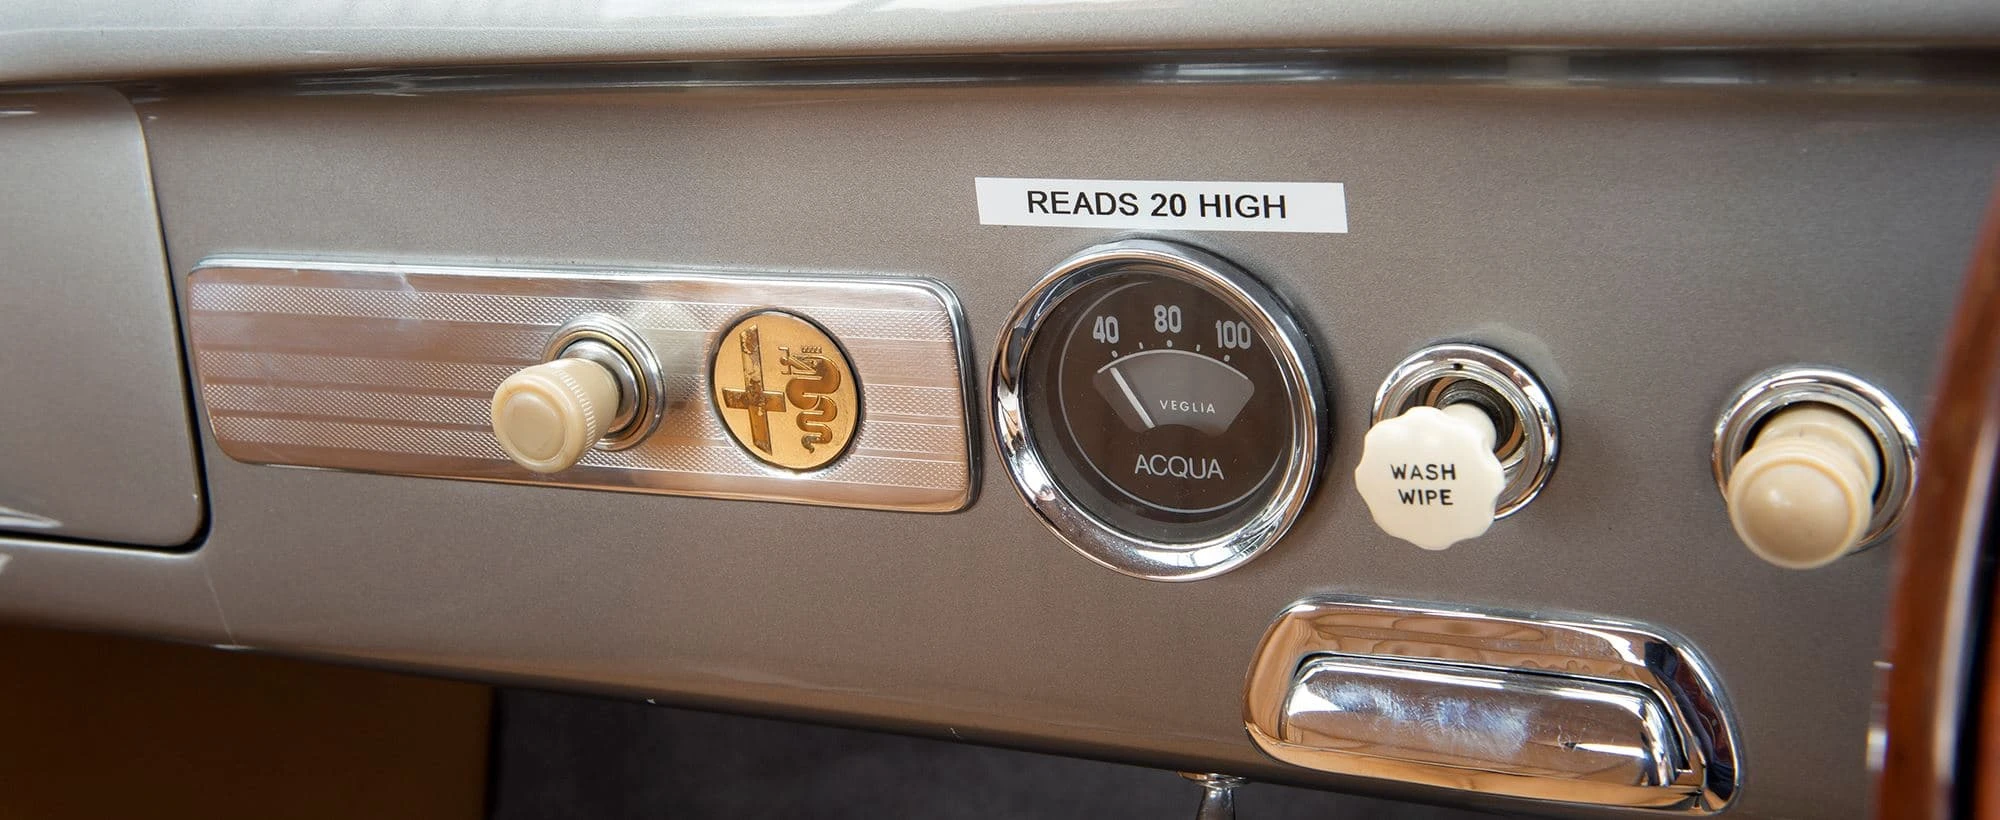 READS 20 HIGH
40 80 100
VEGLIA
ACQUA
WASH
WIPE